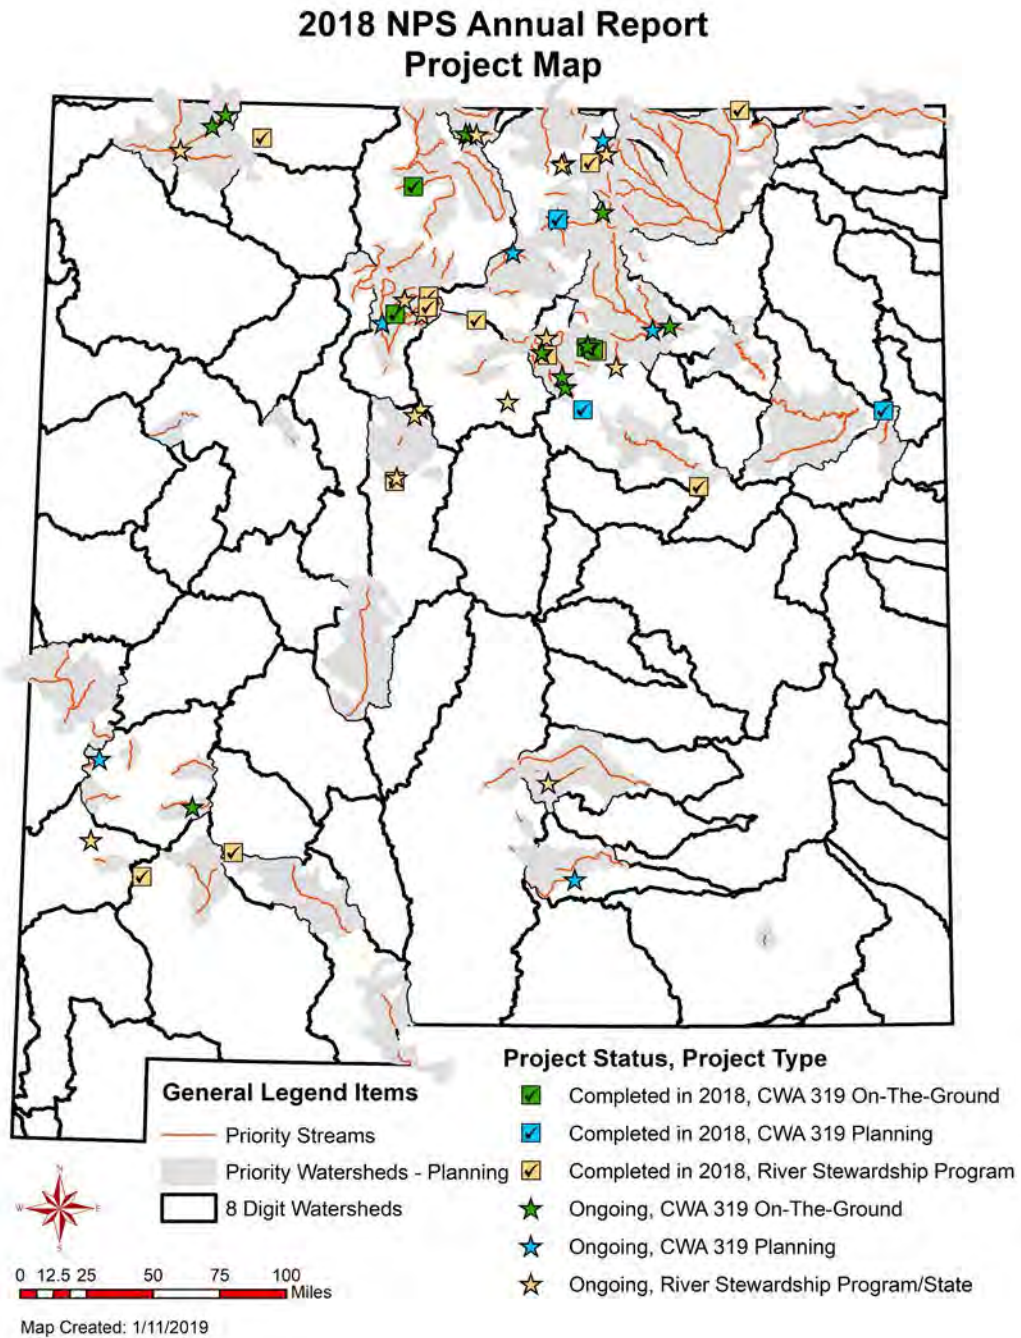 2018 NPS Annual Report
Project Map
General Legend Items
Priority Streams
Priority Watersheds - Planning
8 Digit Watersheds
Project Status, Project Type
Completed in 2018, CWA 319 On-The-Ground
Completed in 2018, CWA 319 Planning
Completed in 2018, River Stewardship Program
Ongoing, CWA 319 On-The-Ground
Ongoing, CWA 319 Planning
Ongoing, River Stewardship Program/State
N
W E
S
0 12.5 25 50 75 100
Miles
Map Created: 1/11/2019